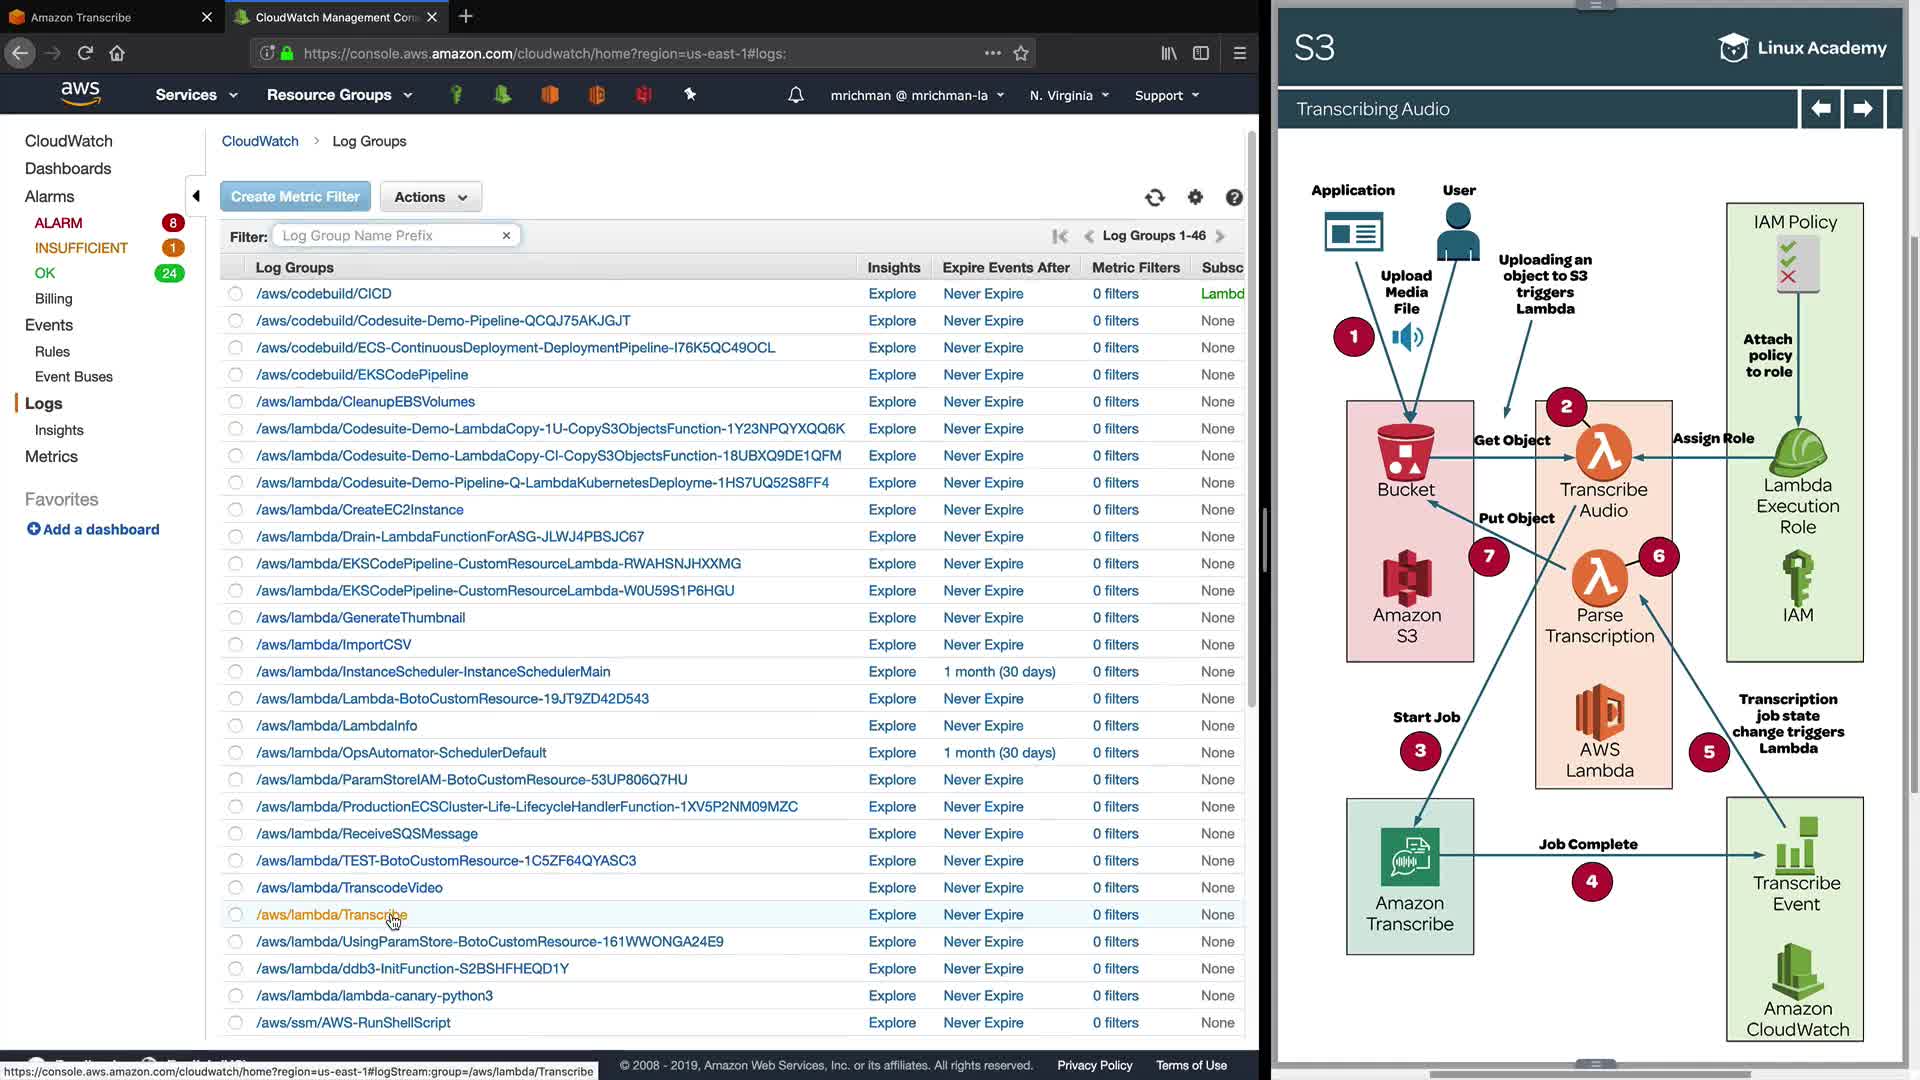 Amazon Transcribe
CloudWatch Management Con
https://console.aws.amazon.com/cloudwatch/home?region=us-east-1#logs:
aws
Services
Resource Groups
mrichman @ mrichman-la
N. Virginia
Support
CloudWatch
Dashboards
Alarms
ALARM 8
INSUFFICIENT 1
OK 24
Billing
Events
Rules
Event Buses
Logs
Insights
Metrics
Favorites
Add a dashboard
CloudWatch > Log Groups
Create Metric Filter
Actions
Filter: Log Group Name Prefix
Log Groups 1-46
Log Groups Insights Expire Events After Metric Filters Subsc
/aws/codebuild/CICD Explore Never Expire 0 filters Lambd
/aws/codebuild/Codesuite-Demo-Pipeline-QCQJ75AKJGJT Explore Never Expire 0 filters None
/aws/codebuild/ECS-ContinuousDeployment-DeploymentPipeline-I76K5QC49OCL Explore Never Expire 0 filters None
/aws/codebuild/EKSCodePipeline Explore Never Expire 0 filters None
/aws/lambda/CleanupEBSVolumes Explore Never Expire 0 filters None
/aws/lambda/Codesuite-Demo-LambdaCopy-1U-CopyS3ObjectsFunction-1Y23NPQYXQQ6K Explore Never Expire 0 filters None
/aws/lambda/Codesuite-Demo-LambdaCopy-CI-CopyS3ObjectsFunction-18UBXQ9DE1QFM Explore Never Expire 0 filters None
/aws/lambda/Codesuite-Demo-Pipeline-Q-LambdaKubernetesDeployme-1HS7UQ52S8FF4 Explore Never Expire 0 filters None
/aws/lambda/CreateEC2Instance Explore Never Expire 0 filters None
/aws/lambda/Drain-LambdaFunctionForASG-JLWJ4PBSJC67 Explore Never Expire 0 filters None
/aws/lambda/EKSCodePipeline-CustomResourceLambda-RWAHSNJHXXMG Explore Never Expire 0 filters None
/aws/lambda/EKSCodePipeline-CustomResourceLambda-W0U59S1P6HGU Explore Never Expire 0 filters None
/aws/lambda/GenerateThumbnail Explore Never Expire 0 filters None
/aws/lambda/ImportCSV Explore Never Expire 0 filters None
/aws/lambda/InstanceScheduler-InstanceSchedulerMain Explore 1 month (30 days) 0 filters None
/aws/lambda/Lambda-BotoCustomResource-19JT9ZD42D543 Explore Never Expire 0 filters None
/aws/lambda/LambdaInfo Explore Never Expire 0 filters None
/aws/lambda/OpsAutomator-SchedulerDefault Explore 1 month (30 days) 0 filters None
/aws/lambda/ParamStoreIAM-BotoCustomResource-53UP806Q7HU Explore Never Expire 0 filters None
/aws/lambda/ProductionECSCluster-Life-LifecycleHandlerFunction-1XV5P2NM09MZC Explore Never Expire 0 filters None
/aws/lambda/ReceiveSQSMessage Explore Never Expire 0 filters None
/aws/lambda/TEST-BotoCustomResource-1C5ZF64QYASC3 Explore Never Expire 0 filters None
/aws/lambda/TranscodeVideo Explore Never Expire 0 filters None
/aws/lambda/Transcribe Explore Never Expire 0 filters None
/aws/lambda/UsingParamStore-BotoCustomResource-161WWONGA24E9 Explore Never Expire 0 filters None
/aws/lambda/ddb3-InitFunction-S2BSHFHEQD1Y Explore Never Expire 0 filters None
/aws/lambda/lambda-canary-python3 Explore Never Expire 0 filters None
/aws/ssm/AWS-RunShellScript Explore Never Expire 0 filters None
© 2008 - 2019, Amazon Web Services, Inc. or its affiliates. All rights reserved. Privacy Policy Terms of Use
https://console.aws.amazon.com/cloudwatch/home?region=us-east-1#logStream:group=/aws/lambda/Transcribe
S3
Linux Academy
Transcribing Audio
Application
User
Upload
Media
File
1
Uploading an
object to S3
triggers
Lambda
IAM Policy
Attach
policy
to role
2
Get Object
Assign Role
Bucket
Transcribe
Audio
Lambda
Execution
Role
Put Object
7
6
Amazon
S3
Parse
Transcription
IAM
Start Job
3
AWS
Lambda
Transcription
job state
change triggers
Lambda
5
Job Complete
4
Amazon
Transcribe
Transcribe
Event
Amazon
CloudWatch